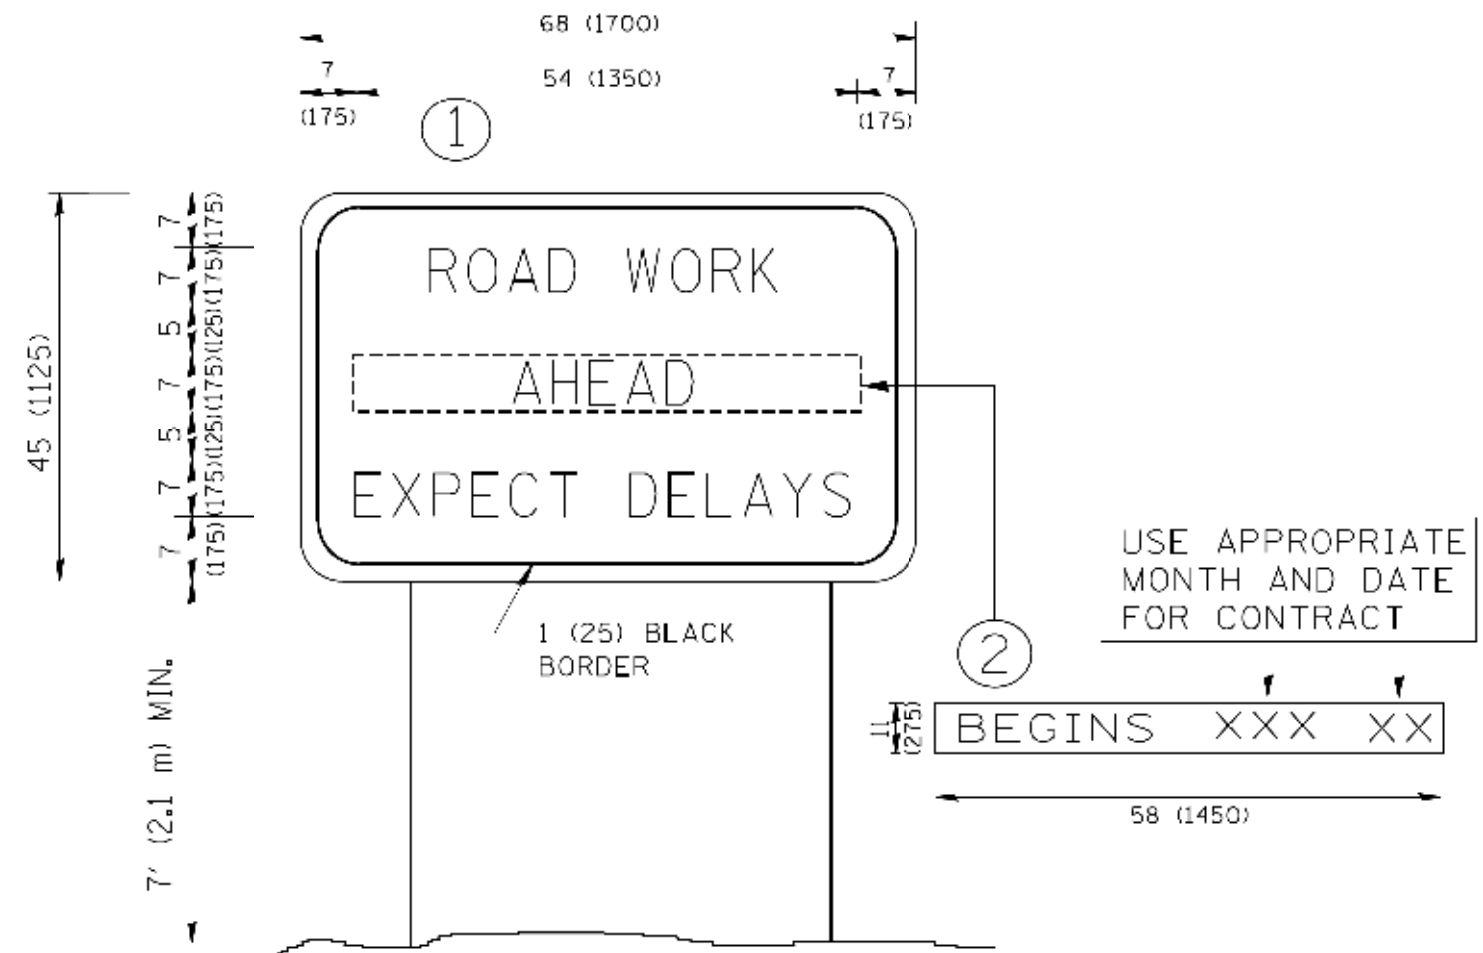 68 (1700)
7
54 (1350)
7
(175)
(175)
1
45 (1125)
7 7 5 7 5 7 7
(175)(175)(125)(175)(125)(175)(175)
ROAD WORK
AHEAD
EXPECT DELAYS
1 (25) BLACK
BORDER
7' (2.1 m) MIN.
USE APPROPRIATE
MONTH AND DATE
FOR CONTRACT
2
11
(275)
BEGINS XXX XX
58 (1450)